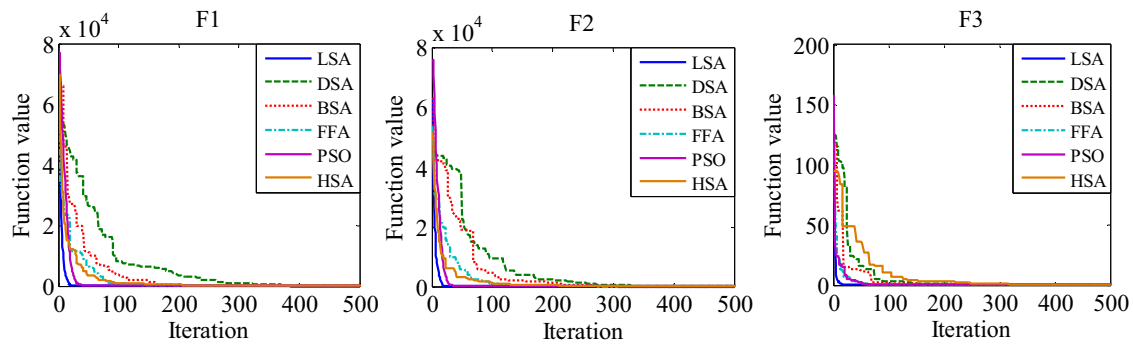 F1
x 10^4
Function value
8
6
4
2
0
0 100 200 300 400 500
Iteration
LSA
DSA
BSA
FFA
PSO
HSA
F2
x 10^4
Function value
8
6
4
2
0
0 100 200 300 400 500
Iteration
LSA
DSA
BSA
FFA
PSO
HSA
F3
Function value
200
150
100
50
0
0 100 200 300 400 500
Iteration
LSA
DSA
BSA
FFA
PSO
HSA